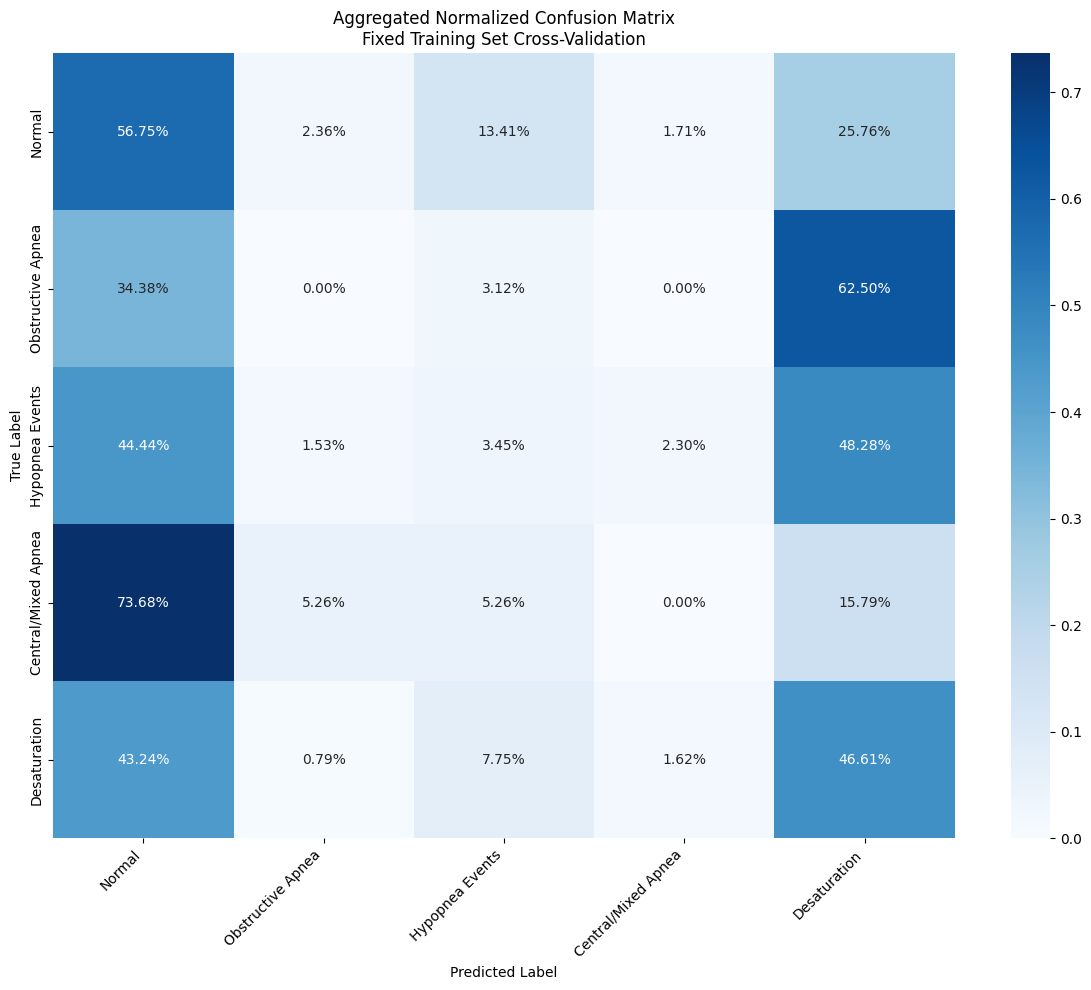 Aggregated Normalized Confusion Matrix
Fixed Training Set Cross-Validation
True Label
Normal
56.75%
2.36%
13.41%
1.71%
25.76%
Obstructive Apnea
34.38%
0.00%
3.12%
0.00%
62.50%
Hypopnea Events
44.44%
1.53%
3.45%
2.30%
48.28%
Central/Mixed Apnea
73.68%
5.26%
5.26%
0.00%
15.79%
Desaturation
43.24%
0.79%
7.75%
1.62%
46.61%
Normal
Obstructive Apnea
Hypopnea Events
Central/Mixed Apnea
Desaturation
Predicted Label
0.7
0.6
0.5
0.4
0.3
0.2
0.1
0.0